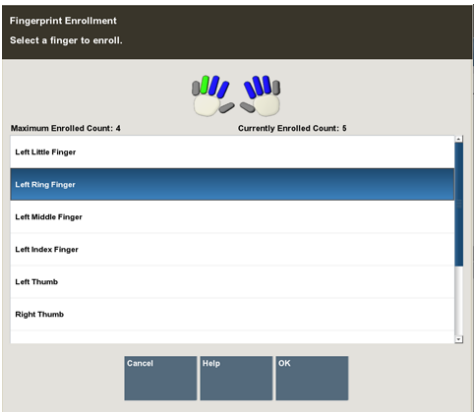 Fingerprint Enrollment
Select a finger to enroll.
Maximum Enrolled Count: 4 Currently Enrolled Count: 5
Left Little Finger
Left Ring Finger
Left Middle Finger
Left Index Finger
Left Thumb
Right Thumb
Cancel Help OK